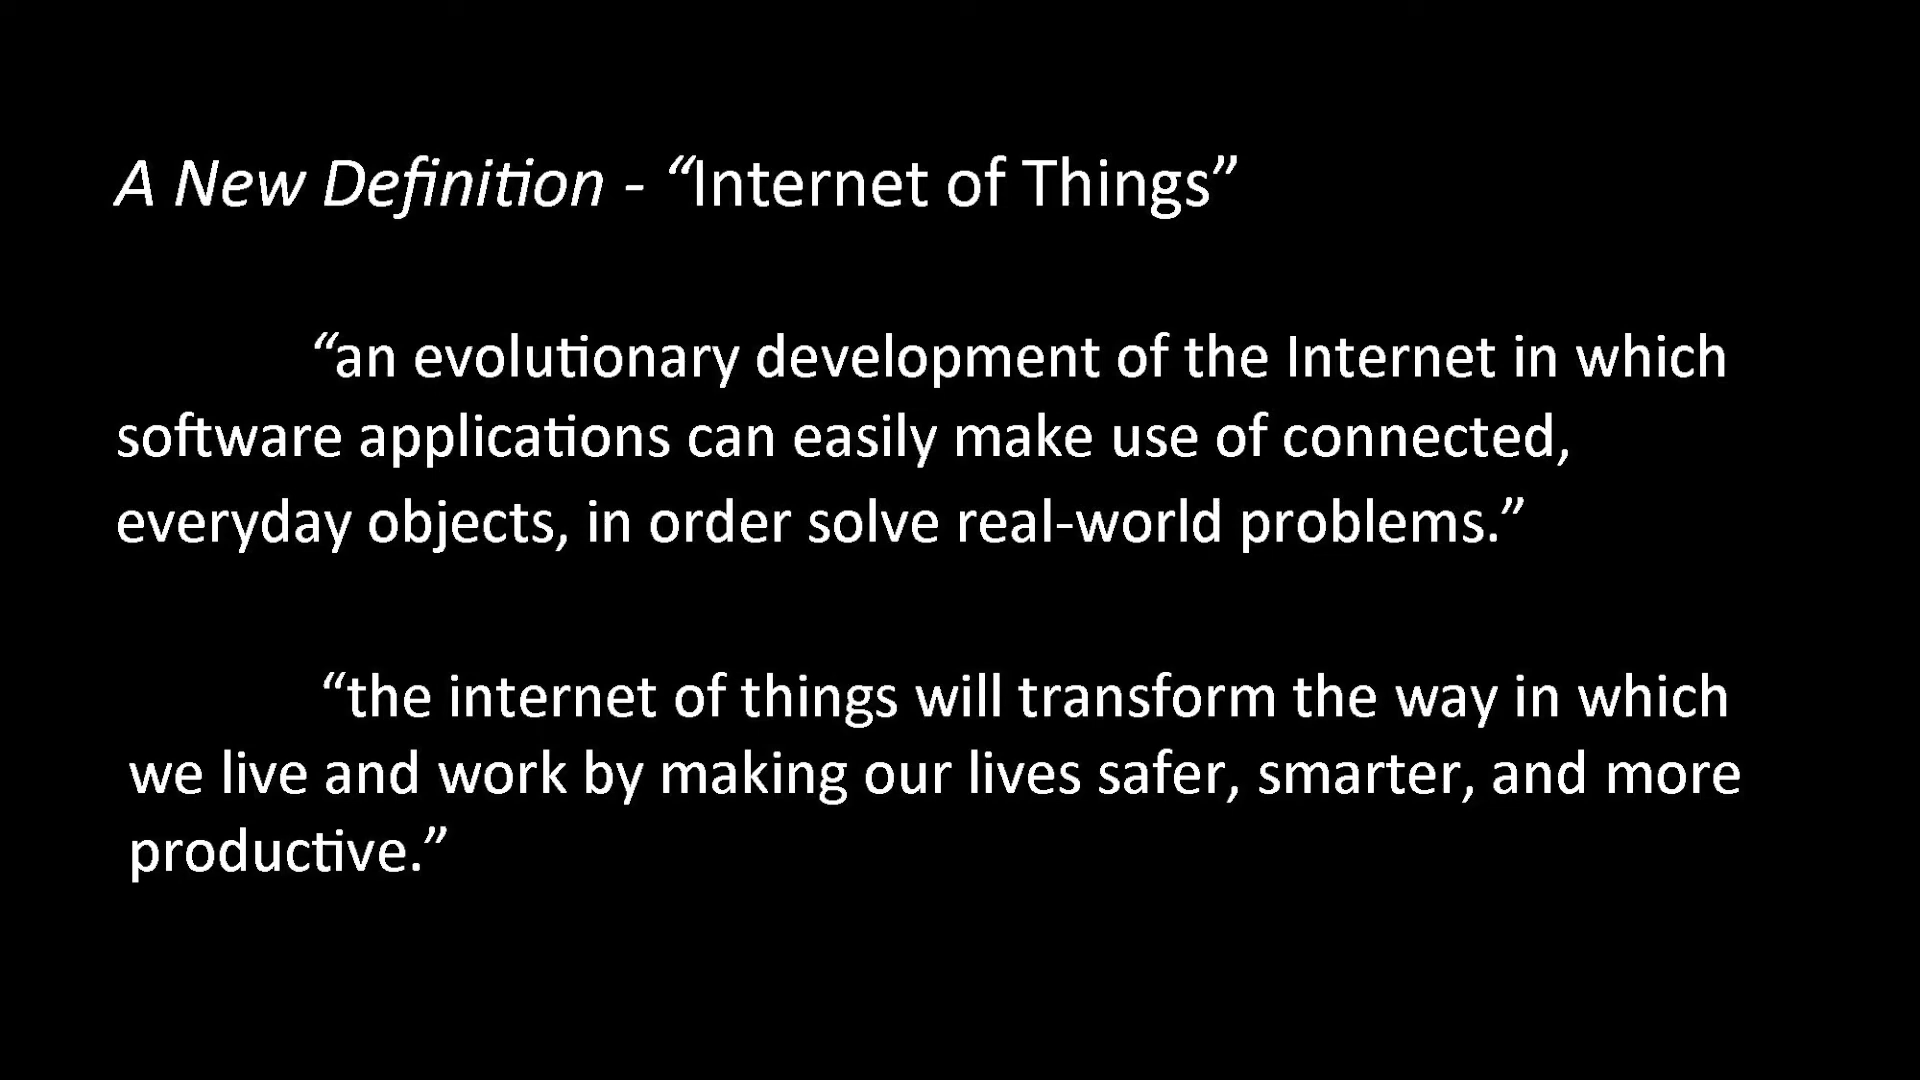 A New Definition - “Internet of Things”
“an evolutionary development of the Internet in which
software applications can easily make use of connected,
everyday objects, in order solve real-world problems.”
“the internet of things will transform the way in which
we live and work by making our lives safer, smarter, and more
productive.”